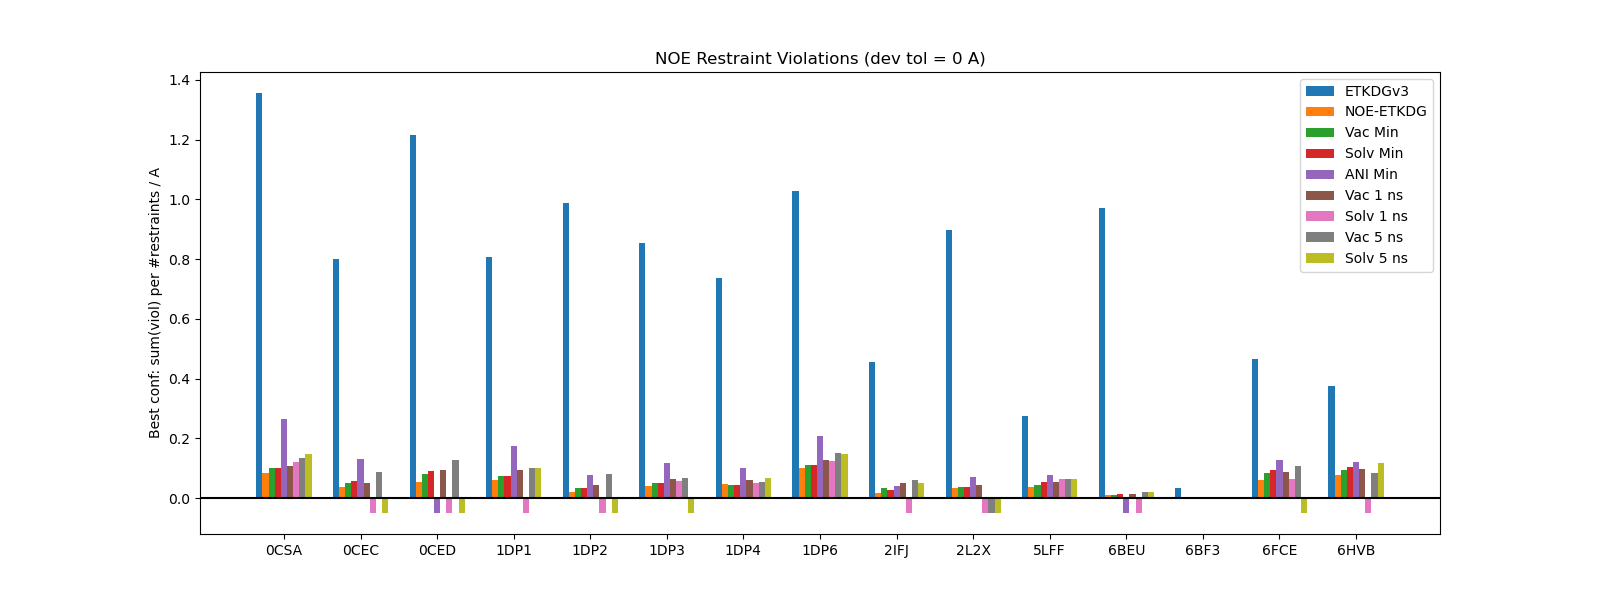 NOE Restraint Violations (dev tol = 0 A)
Best conf: sum(viol) per #restraints / A
1.4
1.2
1.0
0.8
0.6
0.4
0.2
0.0
ETKDGv3
NOE-ETKDG
Vac Min
Solv Min
ANI Min
Vac 1 ns
Solv 1 ns
Vac 5 ns
Solv 5 ns
0CSA 0CEC 0CED 1DP1 1DP2 1DP3 1DP4 1DP6 2IFJ 2L2X 5LFF 6BEU 6BF3 6FCE 6HVB